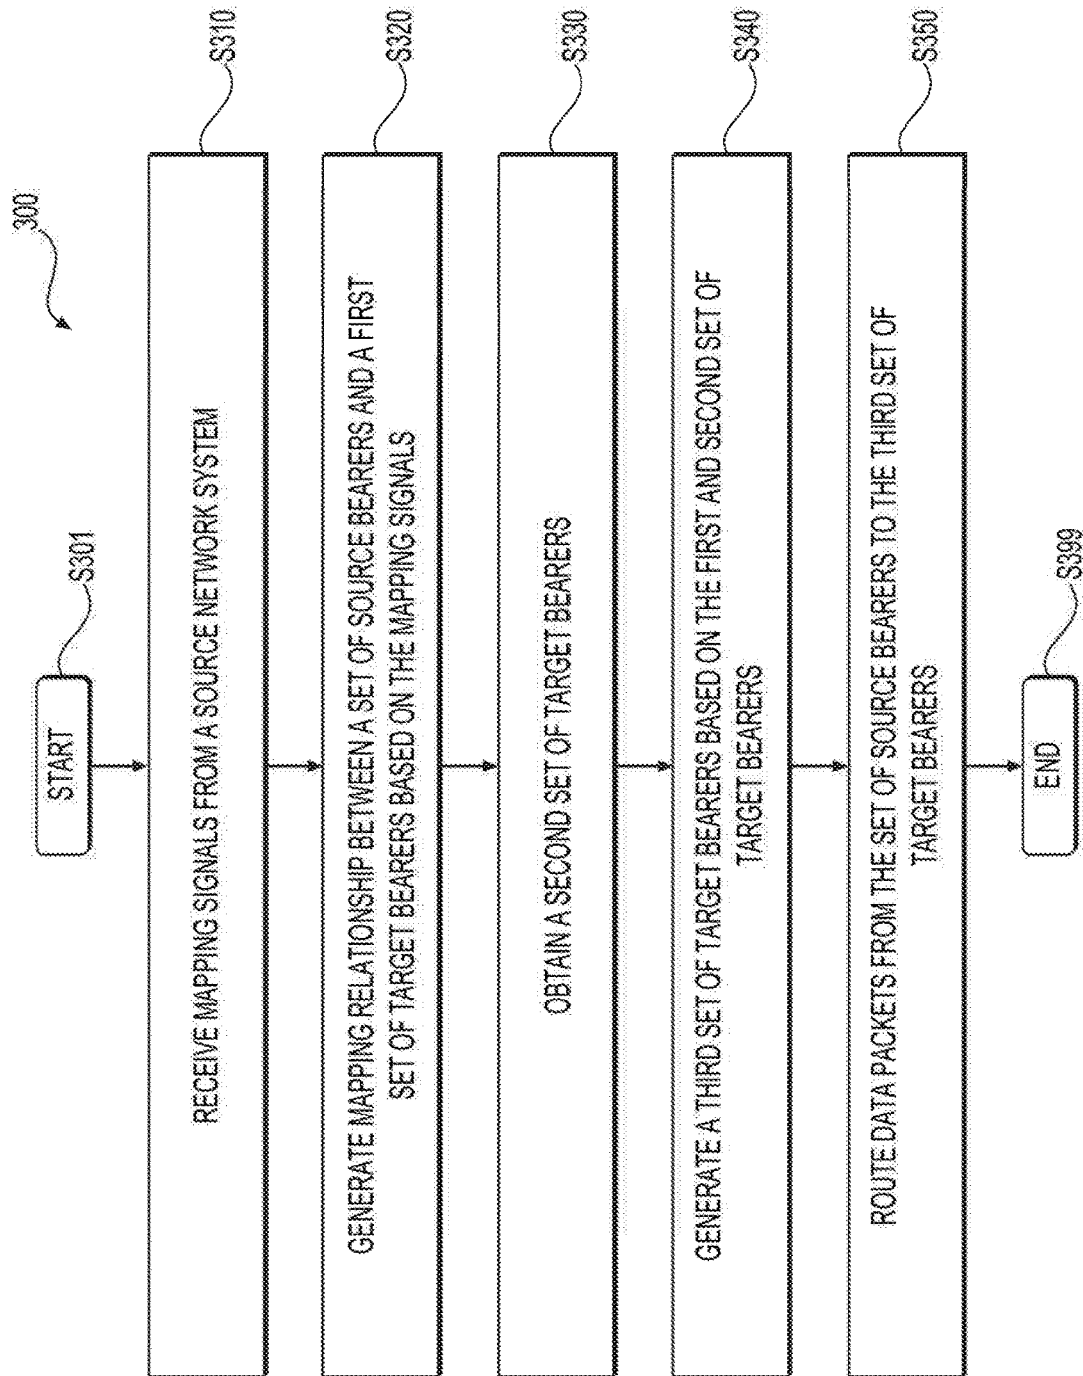 300
START
S301
RECEIVE MAPPING SIGNALS FROM A SOURCE NETWORK SYSTEM
S310
GENERATE MAPPING RELATIONSHIP BETWEEN A SET OF SOURCE BEARERS AND A FIRST
SET OF TARGET BEARERS BASED ON THE MAPPING SIGNALS
S320
OBTAIN A SECOND SET OF TARGET BEARERS
S330
GENERATE A THIRD SET OF TARGET BEARERS BASED ON THE FIRST AND SECOND SET OF
TARGET BEARERS
S340
ROUTE DATA PACKETS FROM THE SET OF SOURCE BEARERS TO THE THIRD SET OF
TARGET BEARERS
S350
END
S399